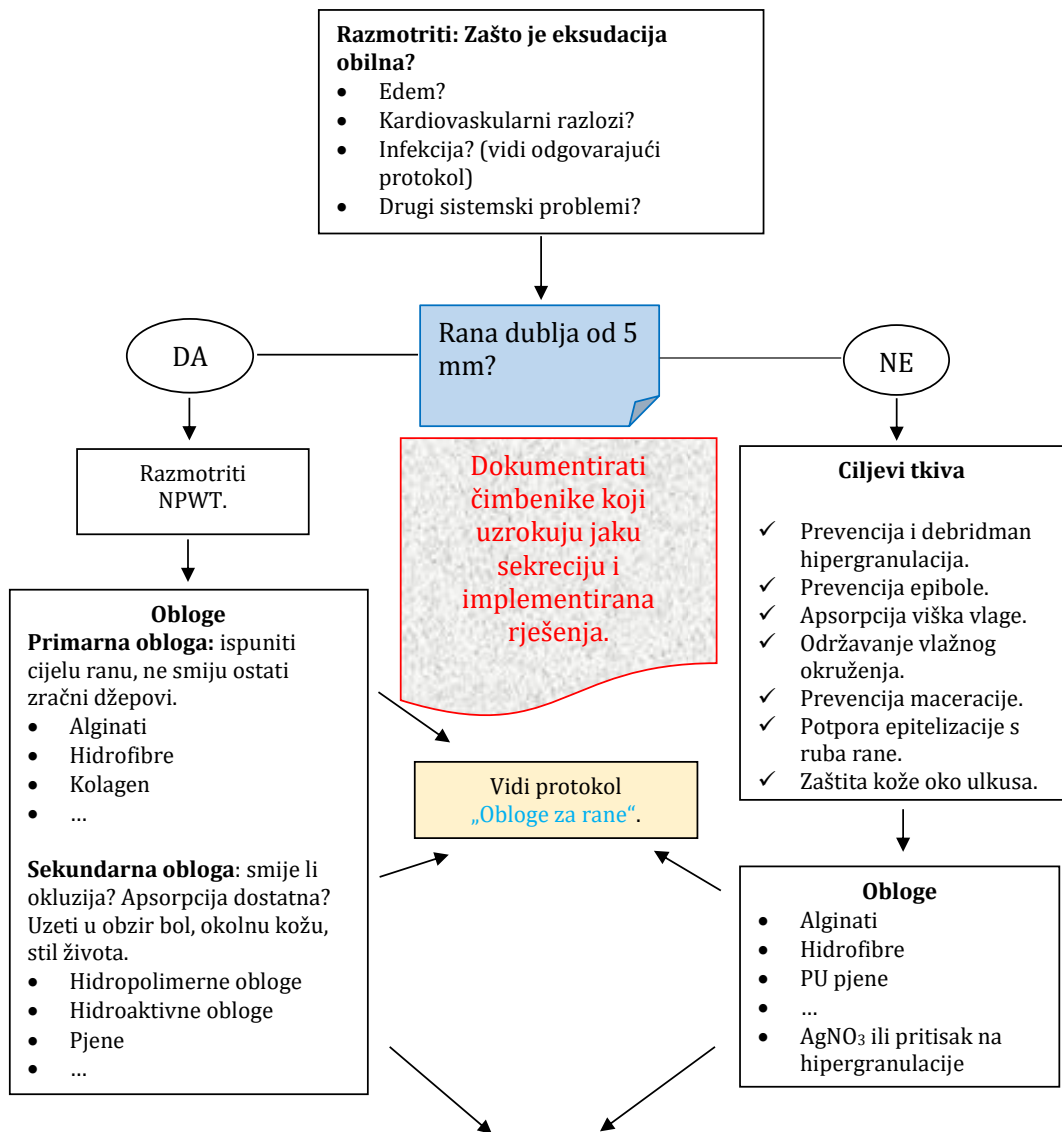 Razmotriti: Zašto je eksudacija
obilna?
• Edem?
• Kardiovaskularni razlozi?
• Infekcija? (vidi odgovarajući
protokol)
• Drugi sistemski problemi?
Rana dublja od 5
mm?
DA
NE
Razmotriti
NPWT.
Dokumentirati
čimbenike koji
uzrokuju jaku
sekreciju i
implementirana
rješenja.
Ciljevi tkiva
✓ Prevencija i debridman
hipergranulacija.
✓ Prevencija epibole.
✓ Apsorpcija viška vlage.
✓ Održavanje vlažnog
okruženja.
✓ Prevencija maceracije.
✓ Potpora epitelizacije s
ruba rane.
✓ Zaštita kože oko ulkusa.
Obloge
Primarna obloga: ispuniti
cijelu ranu, ne smiju ostati
zračni džepovi.
• Alginati
• Hidrofibre
• Kolagen
• …
Sekundarna obloga: smije li
okluzija? Apsorpcija dostatna?
Uzeti u obzir bol, okolnu kožu,
stil života.
• Hidropolimerne obloge
• Hidroaktivne obloge
• Pjene
• …
Vidi protokol
„Obloge za rane“.
Obloge
• Alginati
• Hidrofibre
• PU pjene
• …
• AgNO₃ ili pritisak na
hipergranulacije